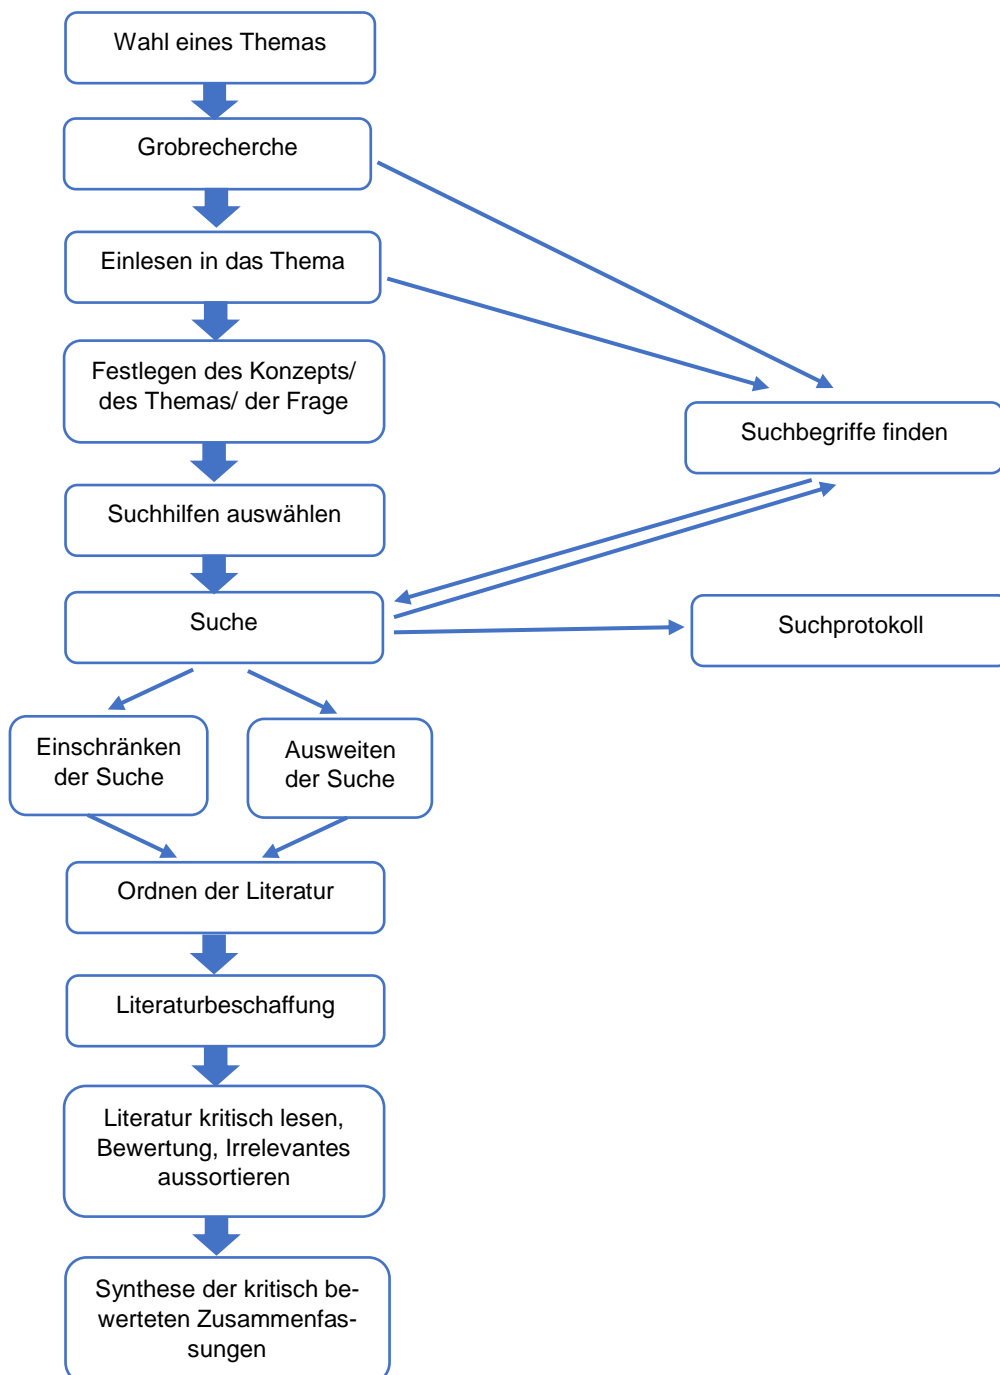 Wahl eines Themas
Grobrecherche
Einlesen in das Thema
Festlegen des Konzepts/
des Themas/ der Frage
Suchbegriffe finden
Suchhilfen auswählen
Suche
Suchprotokoll
Einschränken
der Suche
Ausweiten
der Suche
Ordnen der Literatur
Literaturbeschaffung
Literatur kritisch lesen,
Bewertung, Irrelevantes
aussortieren
Synthese der kritisch be-
werteten Zusammenfas-
sungen